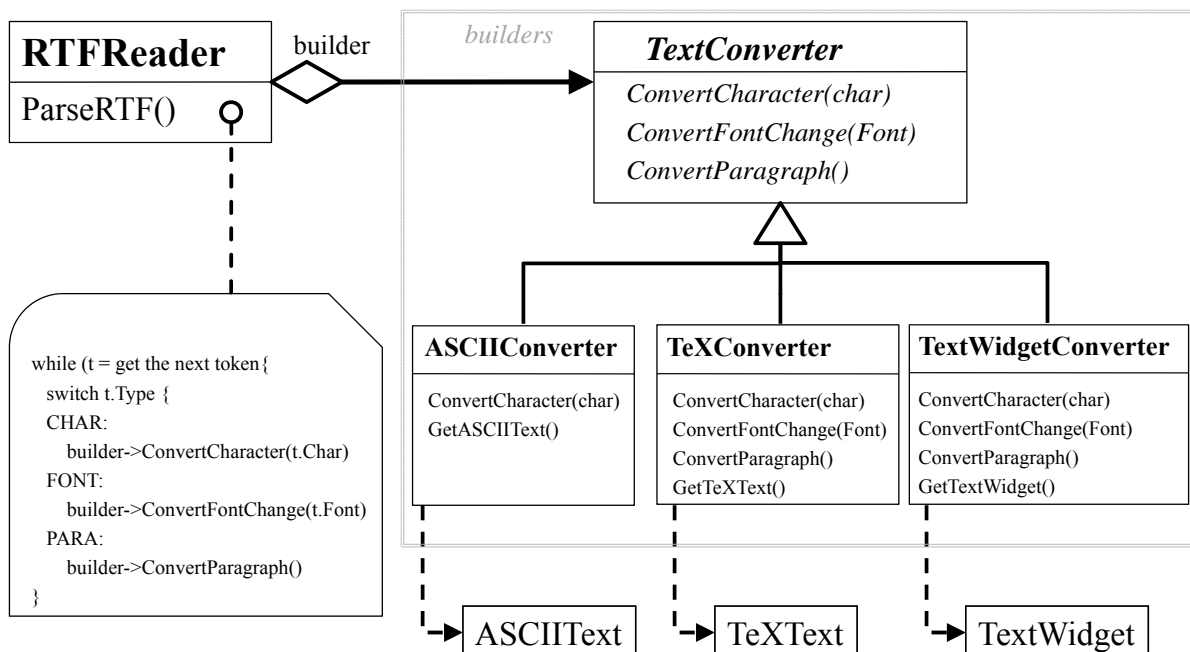 RTFReader
ParseRTF()
builder
builders
TextConverter
ConvertCharacter(char)
ConvertFontChange(Font)
ConvertParagraph()
while (t = get the next token{
switch t.Type {
CHAR:
builder->ConvertCharacter(t.Char)
FONT:
builder->ConvertFontChange(t.Font)
PARA:
builder->ConvertParagraph()
}
ASCIIConverter
ConvertCharacter(char)
GetASCIIText()
TeXConverter
ConvertCharacter(char)
ConvertFontChange(Font)
ConvertParagraph()
GetTeXText()
TextWidgetConverter
ConvertCharacter(char)
ConvertFontChange(Font)
ConvertParagraph()
GetTextWidget()
ASCIIText
TeXText
TextWidget